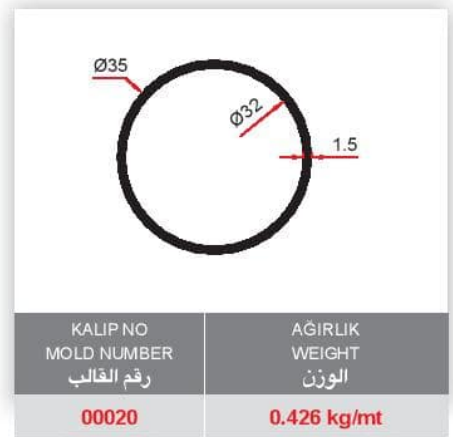 Ø35
Ø32
1.5
KALIP NO
MOLD NUMBER
رقم القالب
AĞIRLIK
WEIGHT
الوزن
00020
0.426 kg/mt